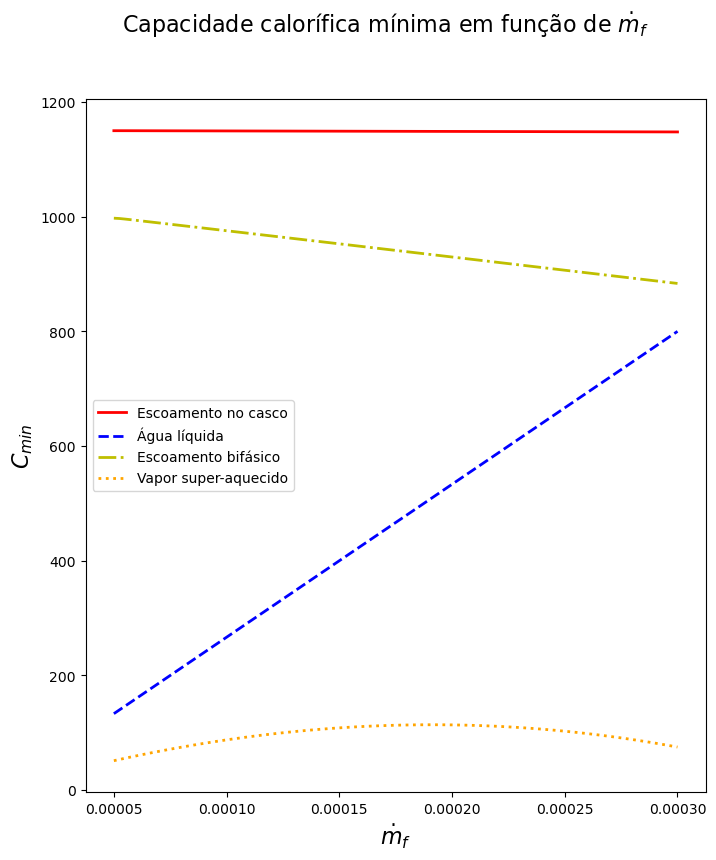 Capacidade calorífica mínima em função de ṁ_f
1200
1000
800
600
400
200
0
C_min
Escoamento no casco
Água líquida
Escoamento bifásico
Vapor super-aquecido
0.00005 0.00010 0.00015 0.00020 0.00025 0.00030
ṁ_f